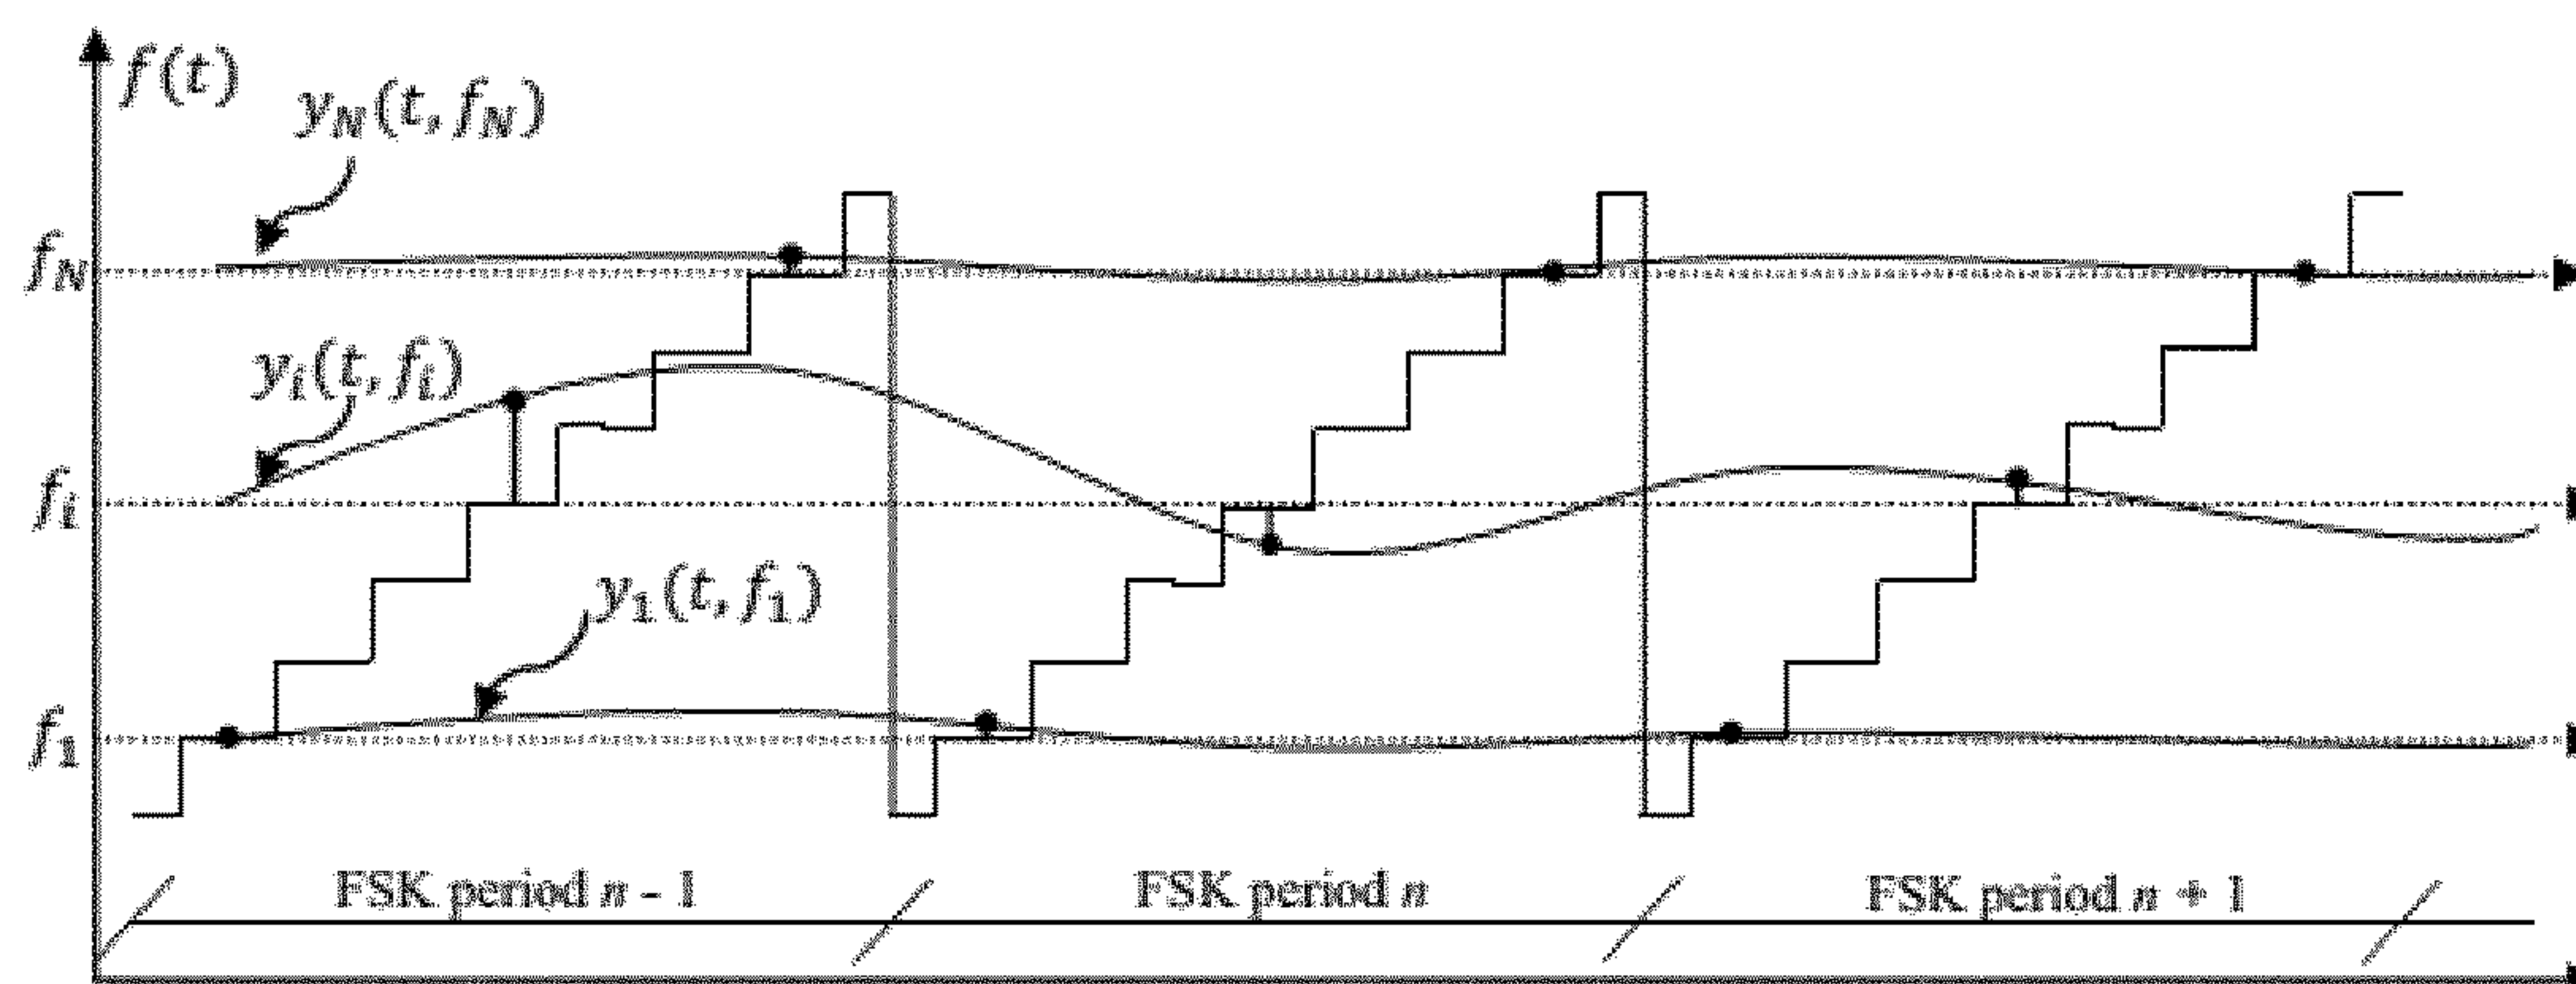 f(t)
y_N(t, f_N)
f_N
y_i(t, f_i)
f_i
y_1(t, f_1)
f_1
FSK period n - 1 FSK period n FSK period n + 1